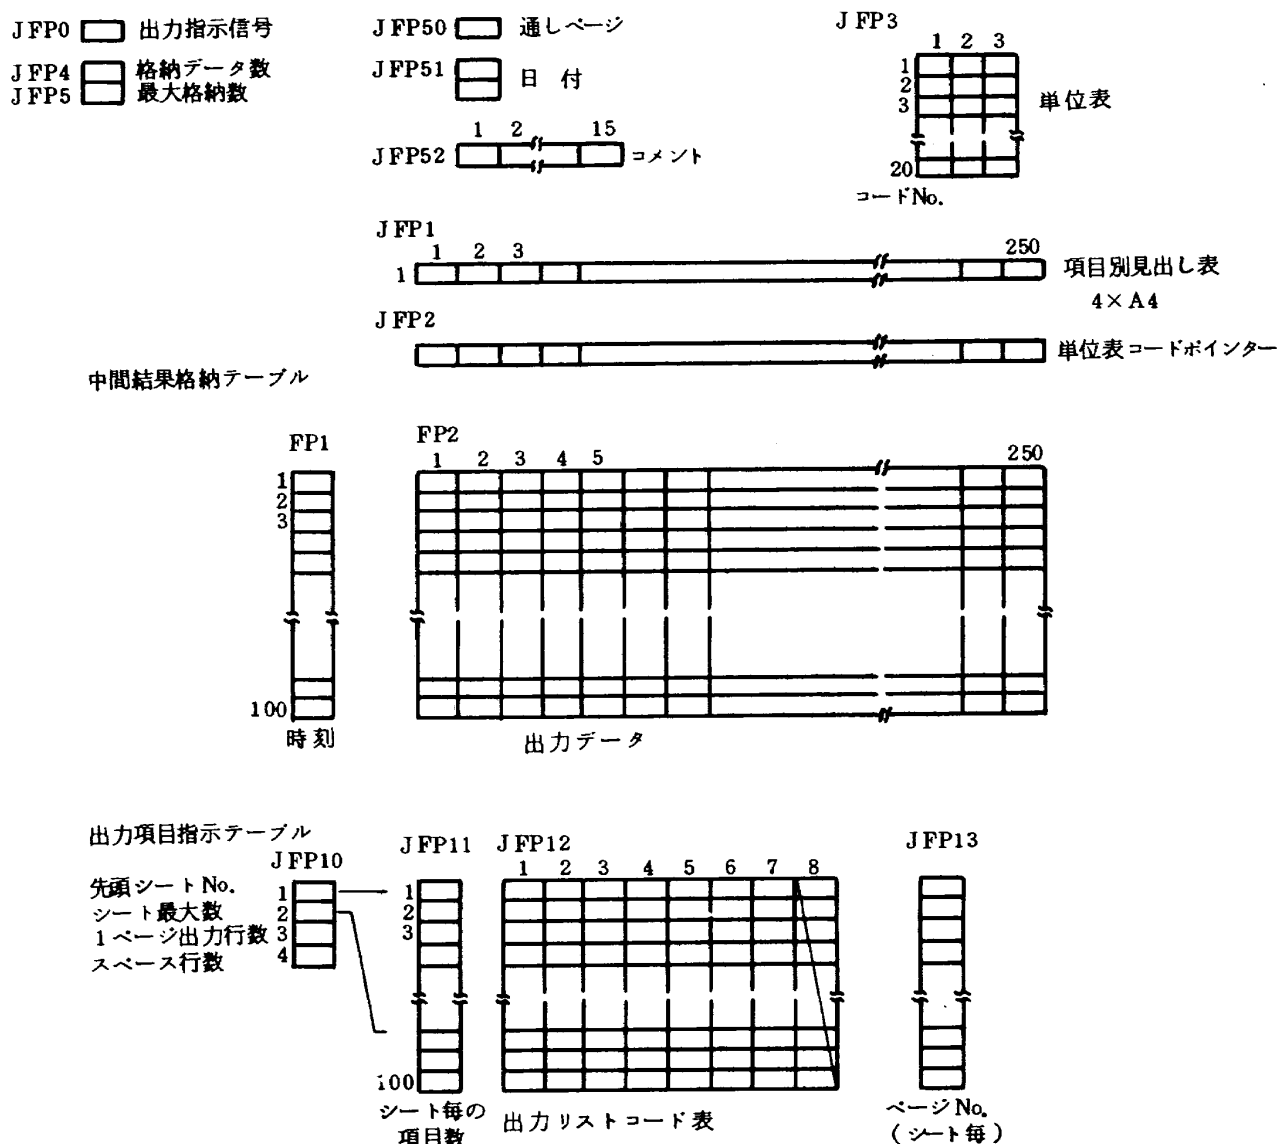 JFP0 出力指示信号
JFP4 格納データ数
JFP5 最大格納数
JFP50 通しページ
JFP51 日付
JFP52 1 2 15 コメント
JFP3
1 2 3
1
2
3
20
単位表
コードNo.
JFP1
1 2 3 250
1
項目別見出し表
4×A4
JFP2
単位表コードポインター
中間結果格納テーブル
FP1
1
2
3
100
時刻
FP2
1 2 3 4 5 250
出力データ
出力項目指示テーブル
JFP10
先頭シートNo. 1
シート最大数 2
1ページ出力行数 3
スペース行数 4
JFP11
1
2
3
100
シート毎の
項目数
JFP12
1 2 3 4 5 6 7 8
出力リストコード表
JFP13
ページNo.
(シート毎)